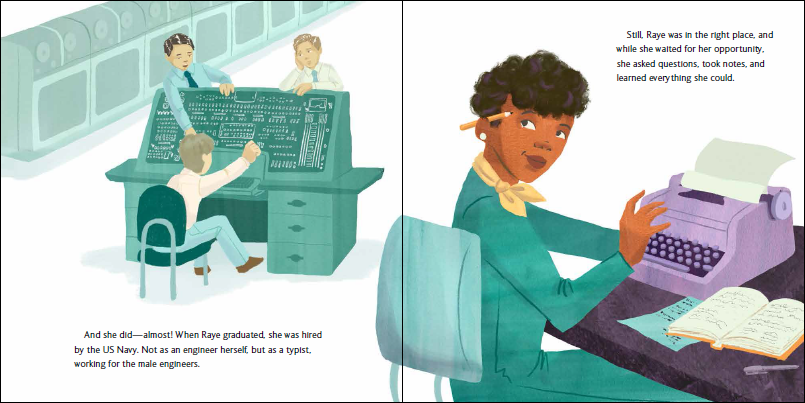 And she did—almost! When Raye graduated, she was hired
by the US Navy. Not as an engineer herself, but as a typist,
working for the male engineers.
Still, Raye was in the right place, and
while she waited for her opportunity,
she asked questions, took notes, and
learned everything she could.